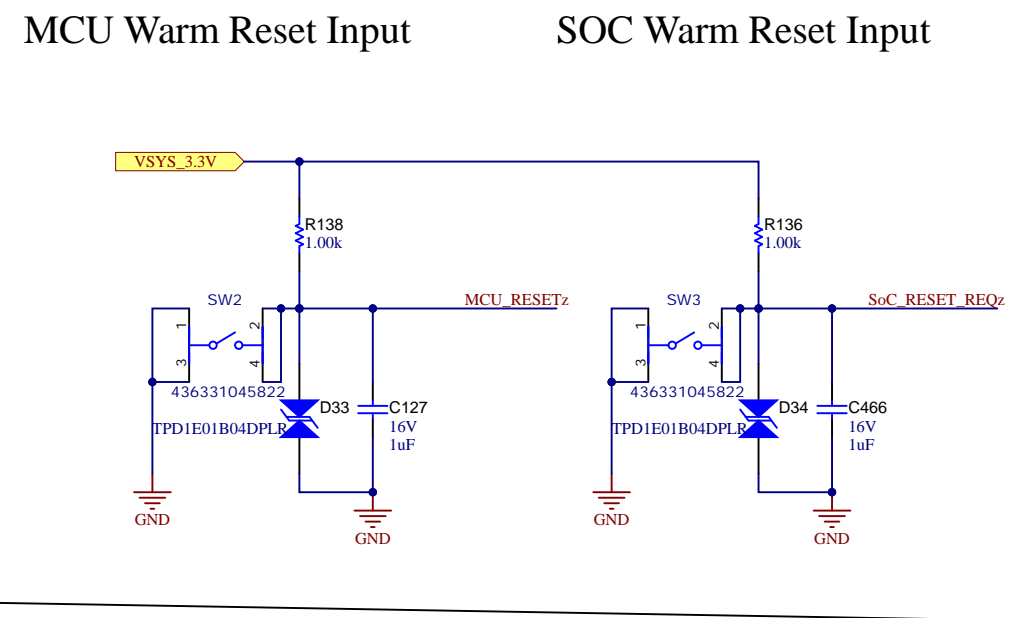 MCU Warm Reset Input
SOC Warm Reset Input
VSYS_3.3V
R138
1.00k
R136
1.00k
SW2
MCU_RESETz
SW3
SoC_RESET_REQz
1
2
3
4
1
2
3
4
436331045822
436331045822
D33
C127
TPD1E01B04DPLR
16V
1uF
D34
C466
TPD1E01B04DPLR
16V
1uF
GND
GND
GND
GND